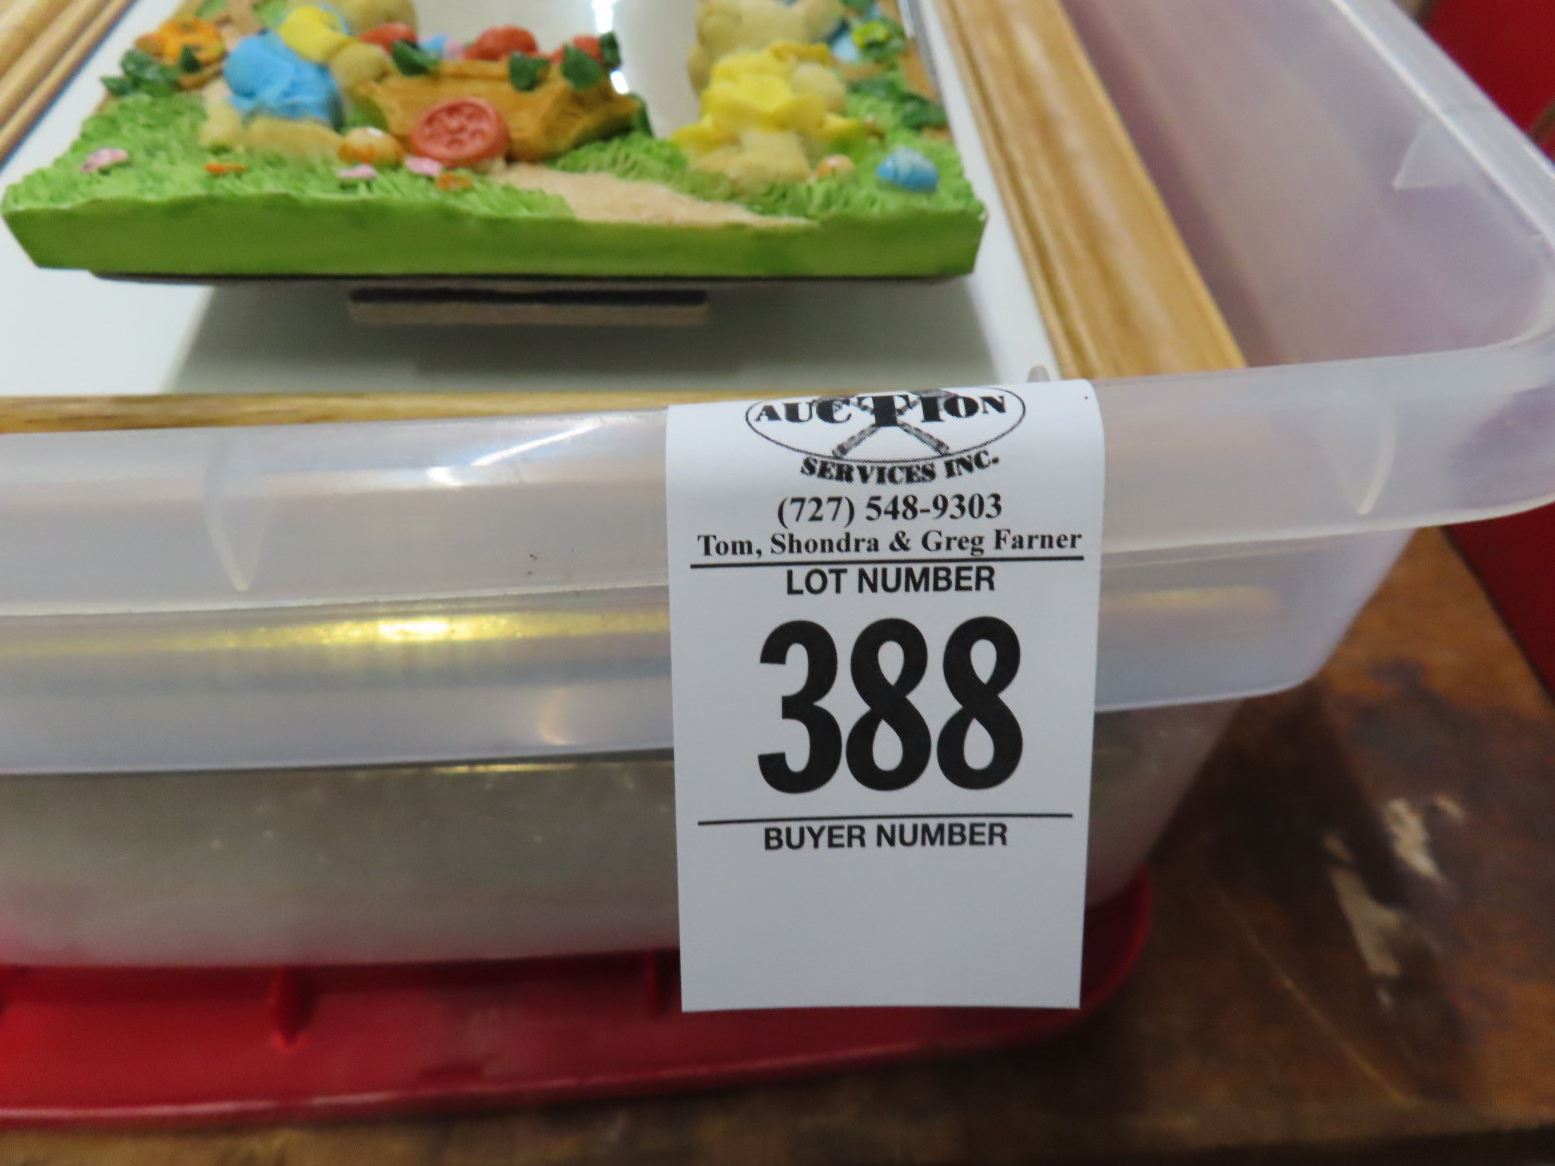 AUCTION
SERVICES INC.
(727) 548-9303
Tom, Shondra & Greg Farner
LOT NUMBER
388
BUYER NUMBER